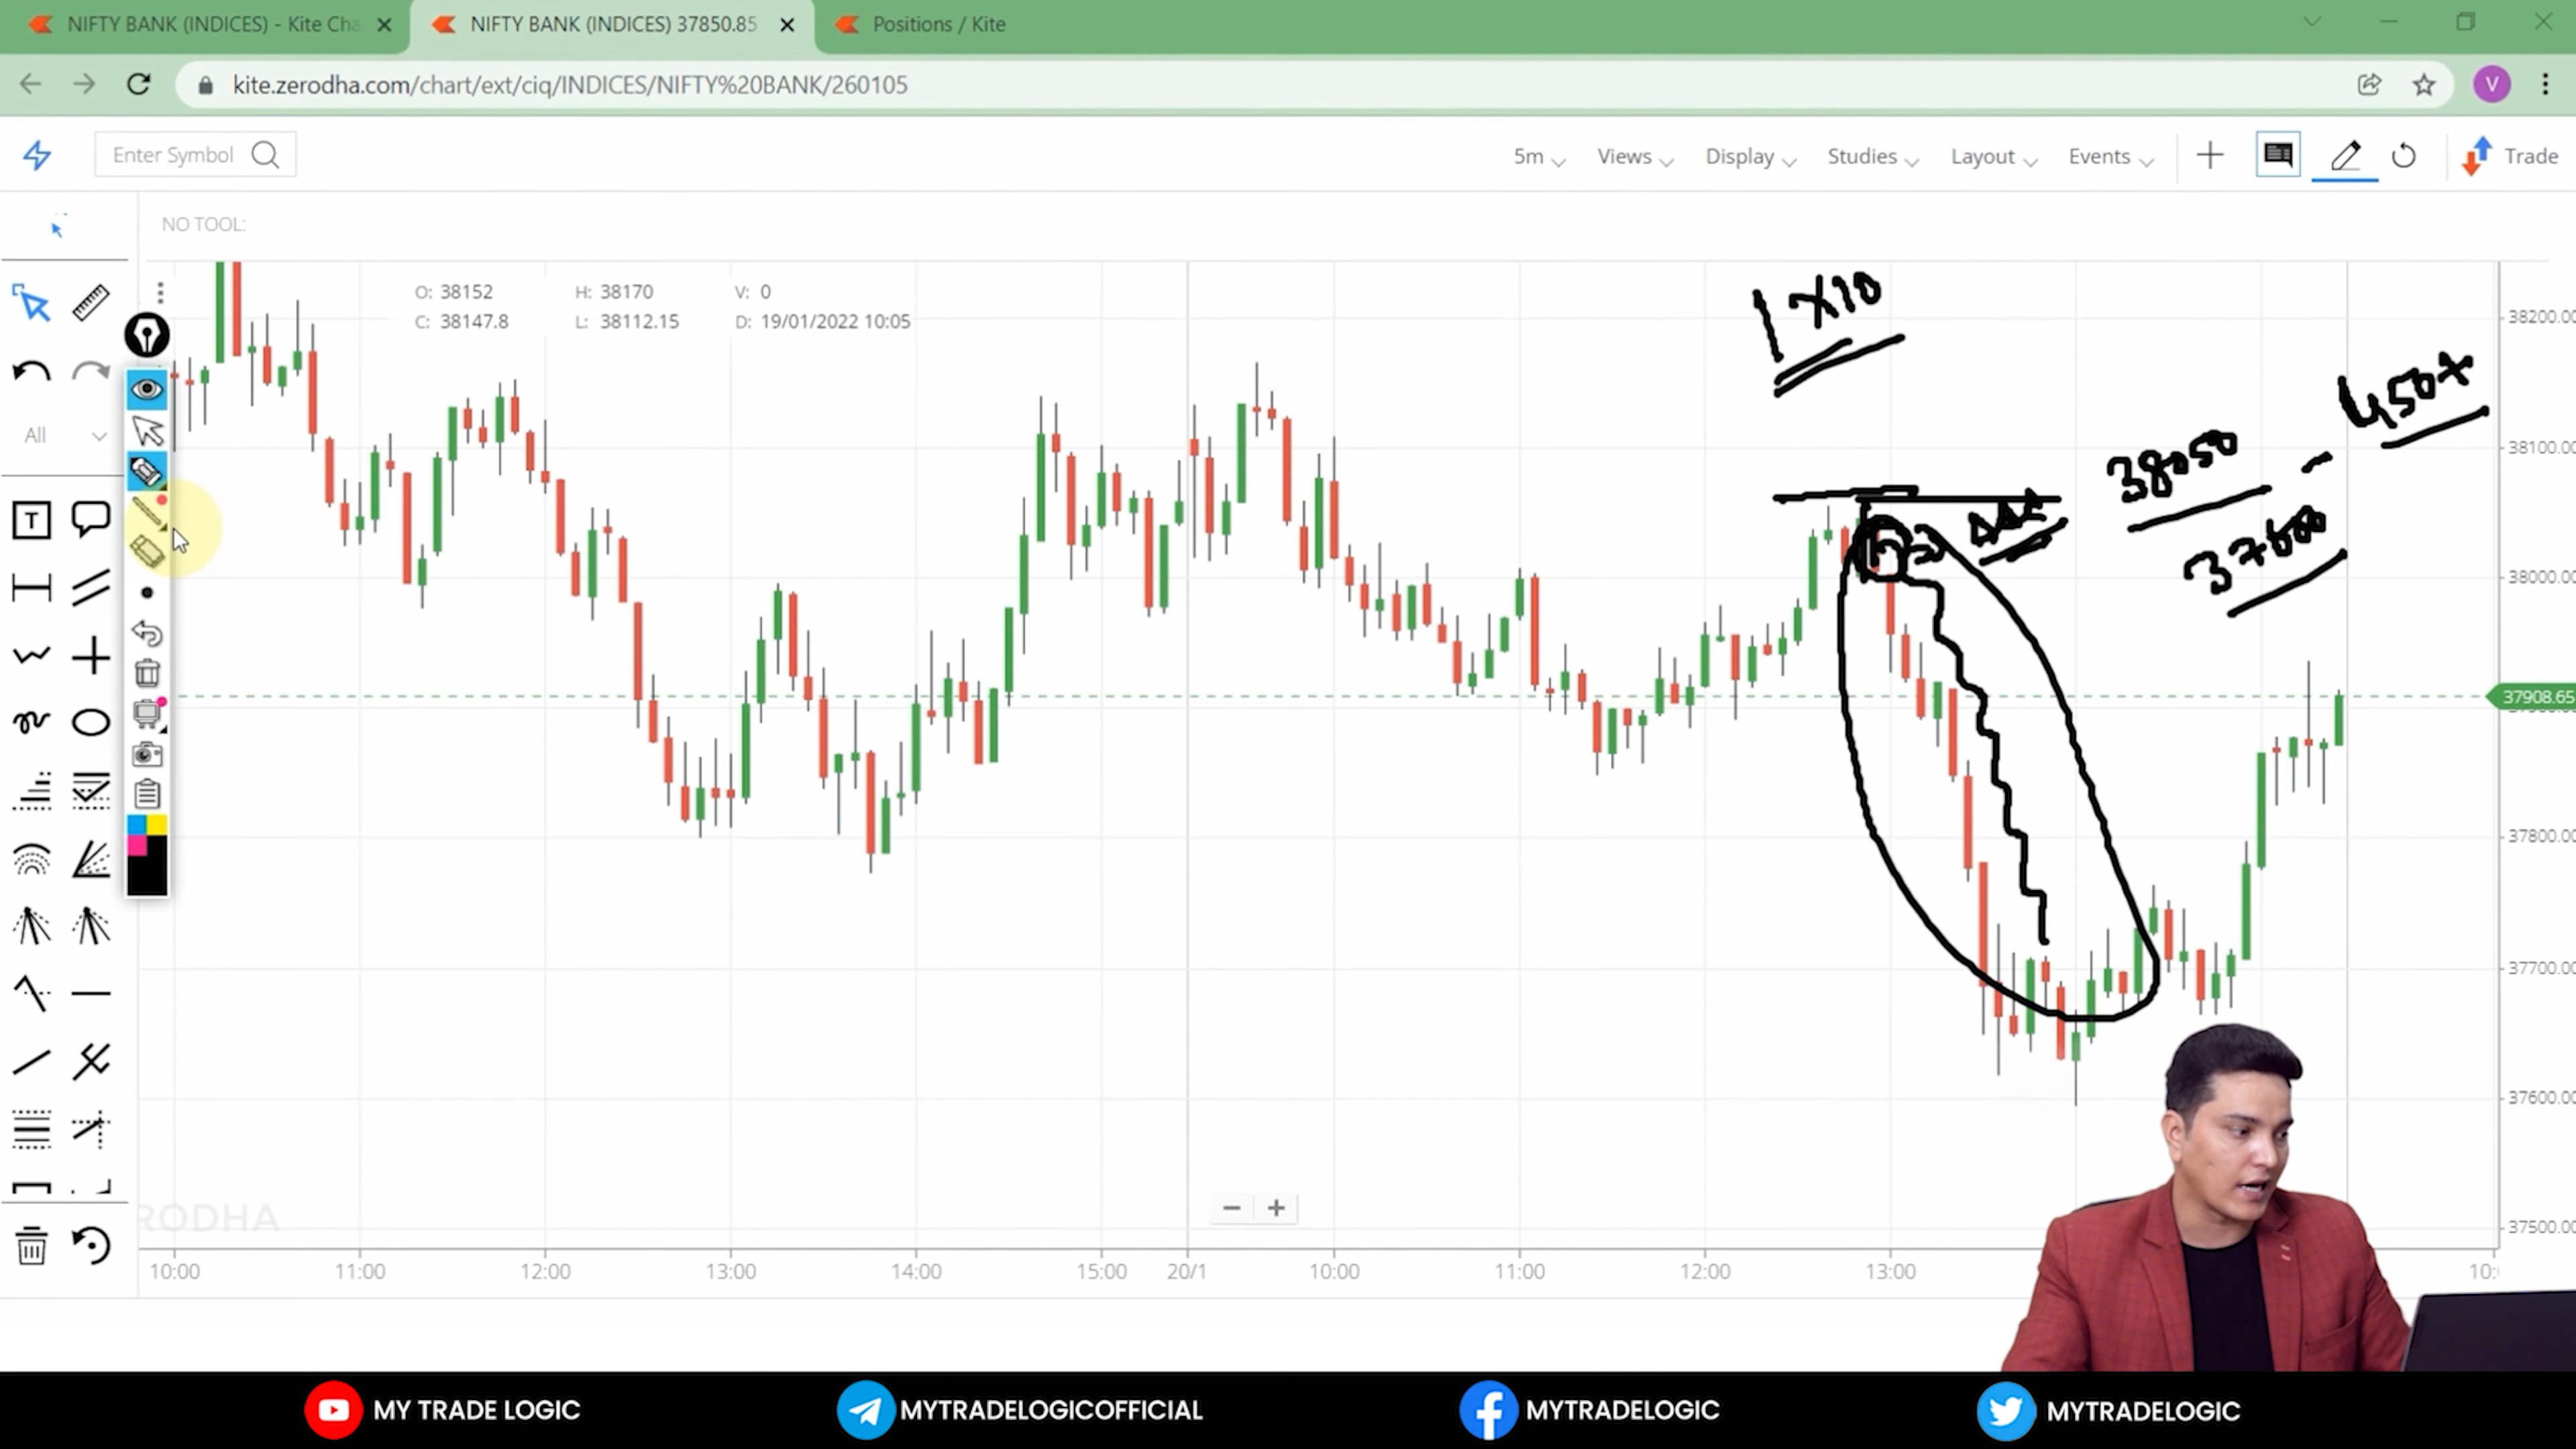 NIFTY BANK (INDICES) - Kite Cha
NIFTY BANK (INDICES) 37850.85
Positions / Kite
kite.zerodha.com/chart/ext/ciq/INDICES/NIFTY%20BANK/260105
V
Enter Symbol
5m
Views
Display
Studies
Layout
Events
Trade
NO TOOL:
O: 38152 H: 38170 V: 0
C: 38147.8 L: 38112.15 D: 19/01/2022 10:05
All
T
1 X10
450+
38050 -
37600
38200.00
38100.00
38000.00
37908.65
37800.00
37700.00
37600.00
37500.00
RODHA
10:00 11:00 12:00 13:00 14:00 15:00 20/1 10:00 11:00 12:00 13:00 10:
MY TRADE LOGIC
MYTRADELOGICOFFICIAL
MYTRADELOGIC
MYTRADELOGIC